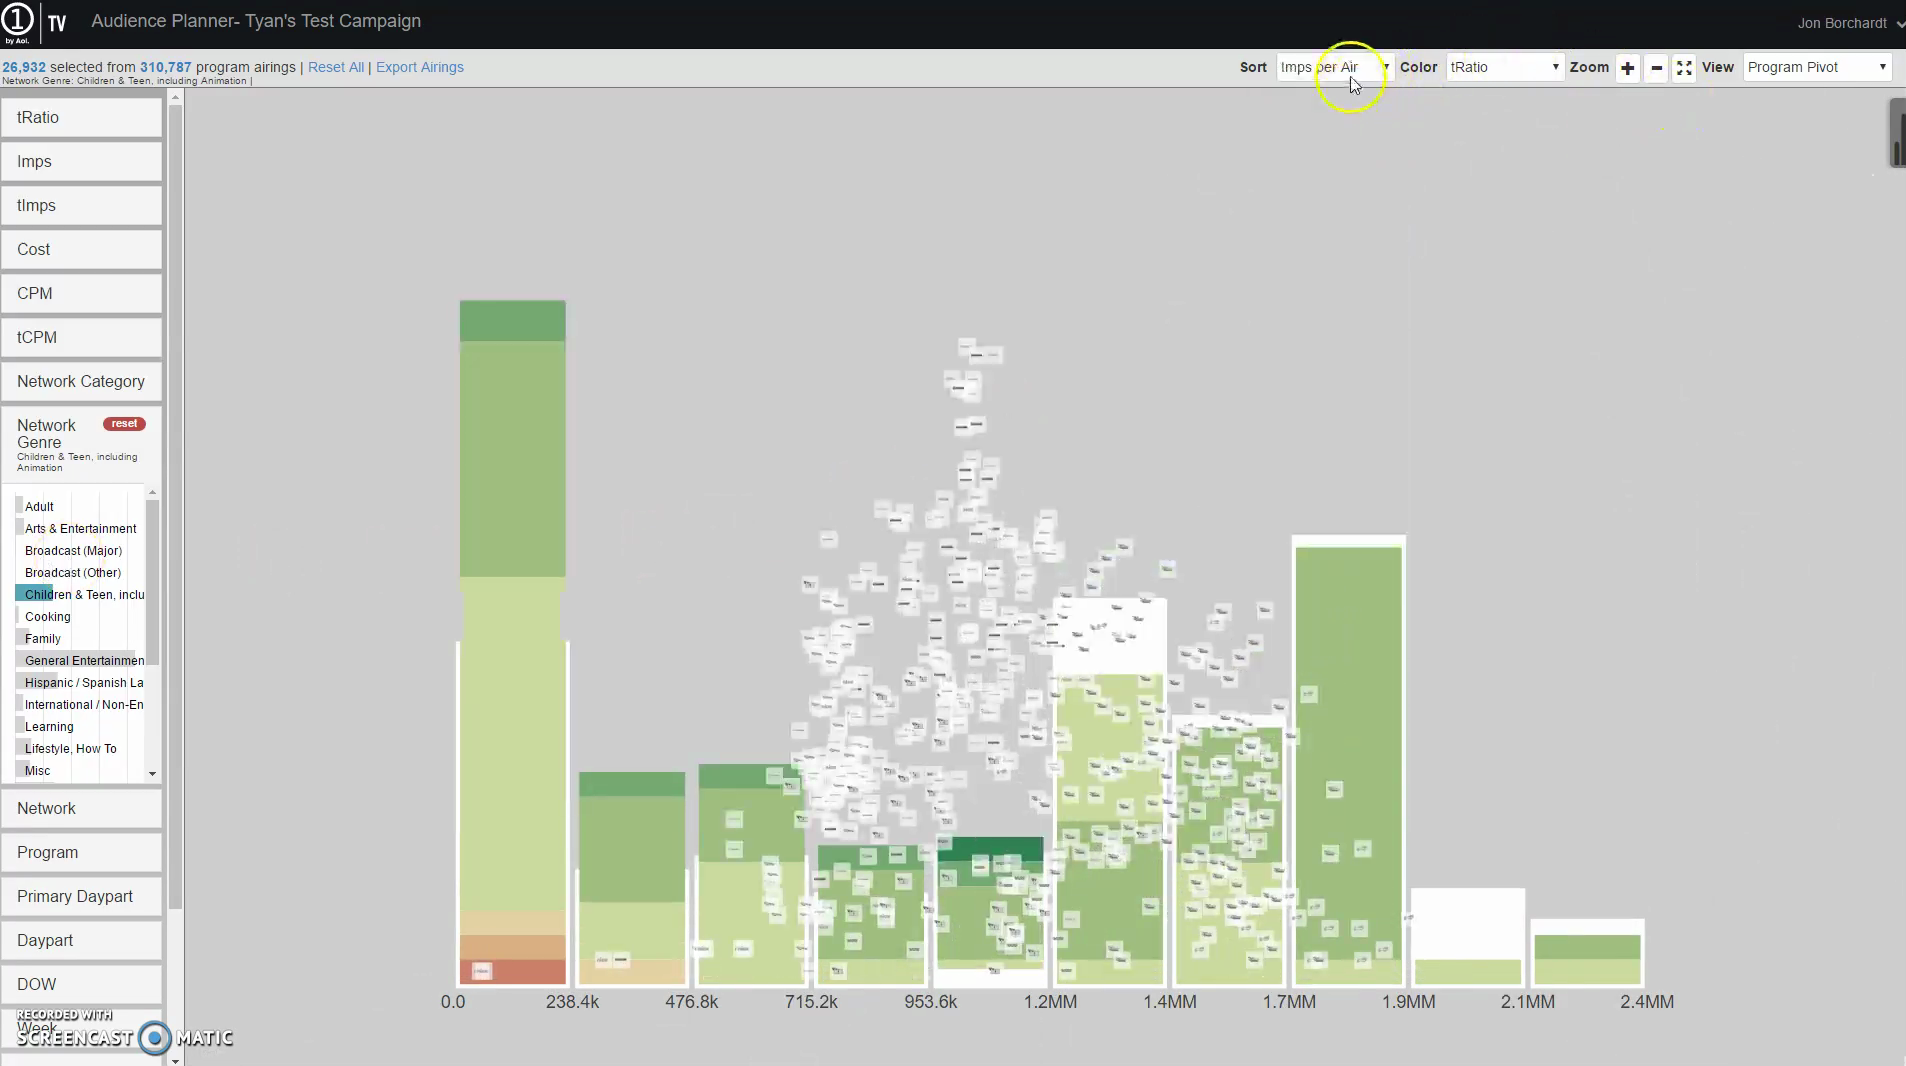 1 TV
by Aol.
Audience Planner- Tyan's Test Campaign
Jon Borchardt
26,932 selected from 310,787 program airings | Reset All | Export Airings
Network Genre: Children & Teen, including Animation |
Sort Imps per Air Color tRatio Zoom View Program Pivot
tRatio
Imps
tImps
Cost
CPM
tCPM
Network Category
Network Genre reset
Children & Teen, including
Animation
Adult
Arts & Entertainment
Broadcast (Major)
Broadcast (Other)
Children & Teen, inclu
Cooking
Family
General Entertainmen
Hispanic / Spanish La
International / Non-En
Learning
Lifestyle, How To
Misc
Network
Program
Primary Daypart
Daypart
DOW
Week
0.0 238.4k 476.8k 715.2k 953.6k 1.2MM 1.4MM 1.7MM 1.9MM 2.1MM 2.4MM
RECORDED WITH
SCREENCAST MATIC